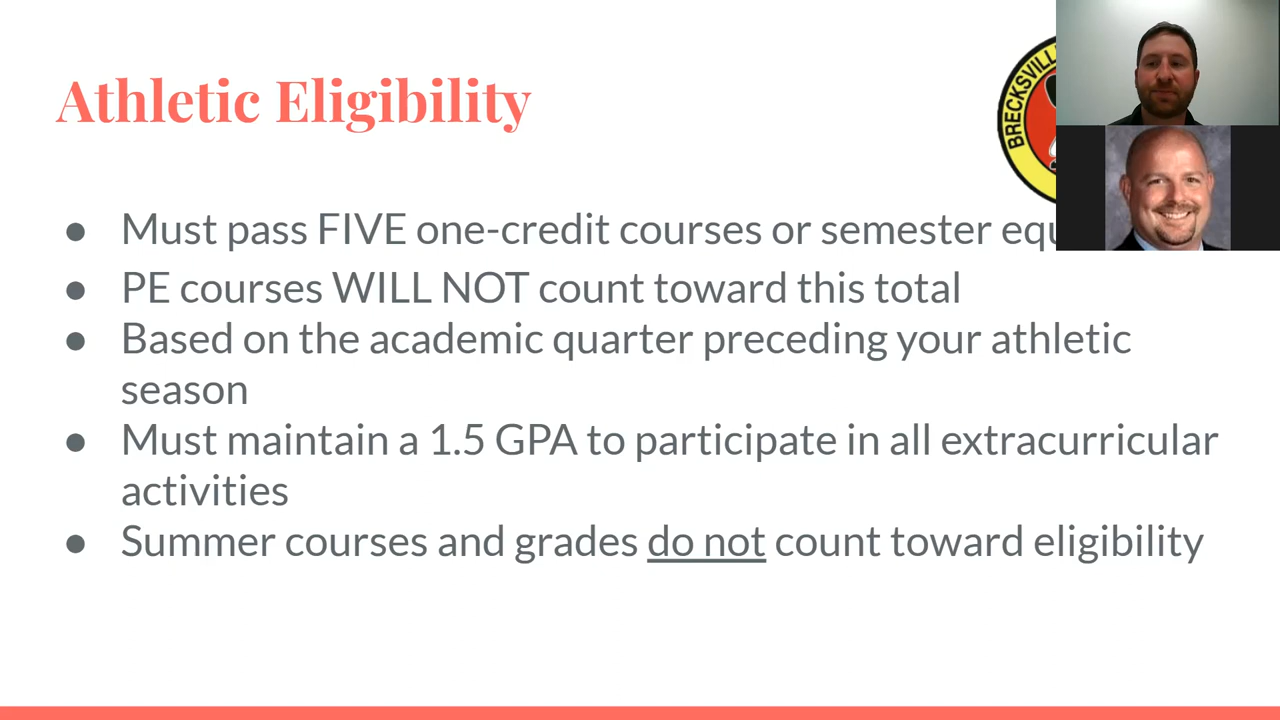 BRECKSVILL
Athletic Eligibility
● Must pass FIVE one-credit courses or semester
● PE courses WILL NOT count toward this total
● Based on the academic quarter preceding your athletic
season
● Must maintain a 1.5 GPA to participate in all extracurricular
activities
● Summer courses and grades do not count toward eligibility